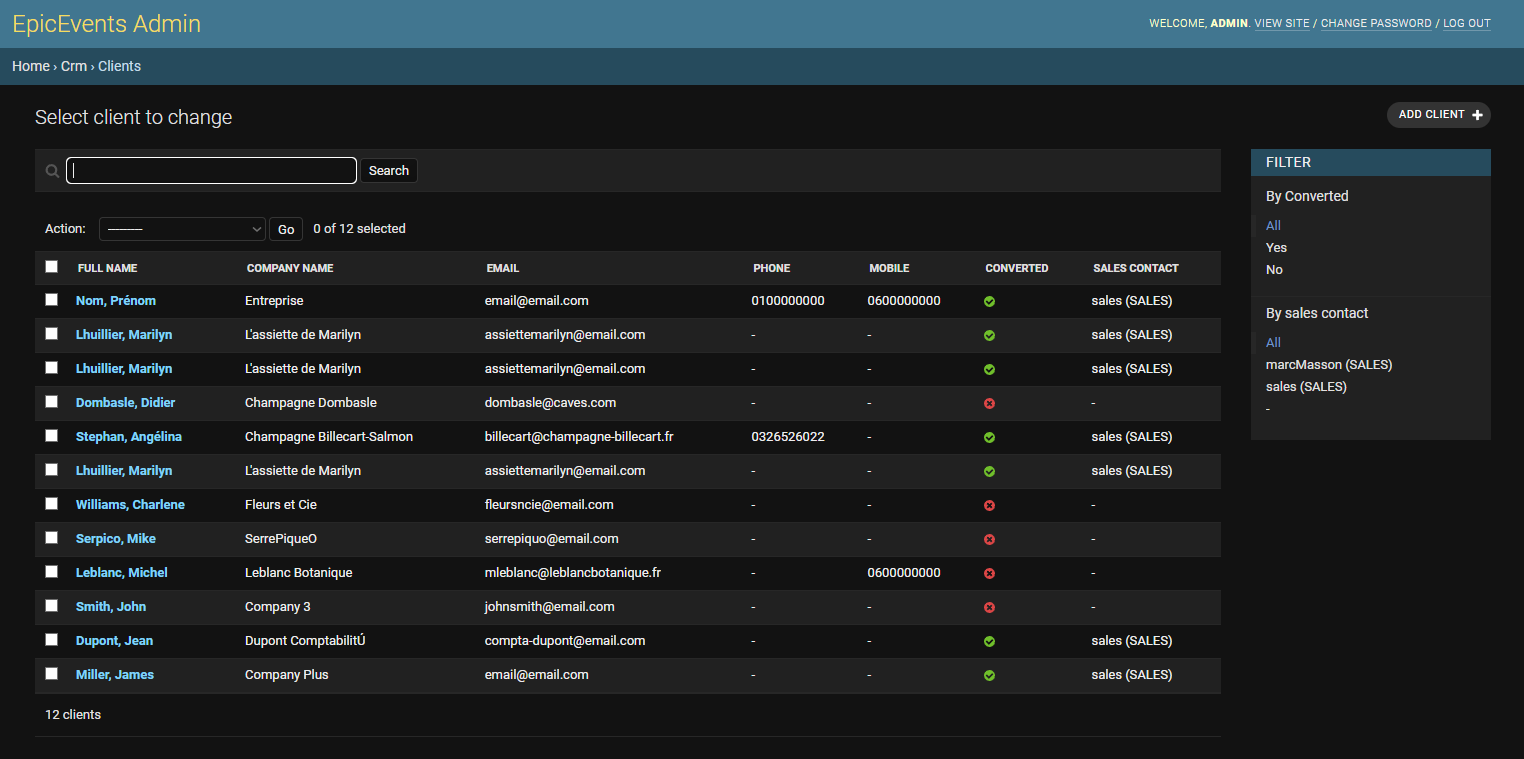 EpicEvents Admin
WELCOME, ADMIN. VIEW SITE / CHANGE PASSWORD / LOG OUT
Home › Crm › Clients
Select client to change
ADD CLIENT +
Search
Action: --------- Go 0 of 12 selected
FULL NAME COMPANY NAME EMAIL PHONE MOBILE CONVERTED SALES CONTACT
Nom, Prénom Entreprise email@email.com 0100000000 0600000000 sales (SALES)
Lhuillier, Marilyn L'assiette de Marilyn assiettemarilyn@email.com - - sales (SALES)
Lhuillier, Marilyn L'assiette de Marilyn assiettemarilyn@email.com - - sales (SALES)
Dombasle, Didier Champagne Dombasle dombasle@caves.com - - -
Stephan, Angélina Champagne Billecart-Salmon billecart@champagne-billecart.fr 0326526022 - sales (SALES)
Lhuillier, Marilyn L'assiette de Marilyn assiettemarilyn@email.com - - sales (SALES)
Williams, Charlene Fleurs et Cie fleursncie@email.com - - -
Serpico, Mike SerrePiqueO serrepiquo@email.com - - -
Leblanc, Michel Leblanc Botanique mleblanc@leblancbotanique.fr - 0600000000 -
Smith, John Company 3 johnsmith@email.com - - -
Dupont, Jean Dupont ComptabilitÚ compta-dupont@email.com - - sales (SALES)
Miller, James Company Plus email@email.com - - sales (SALES)
12 clients
FILTER
By Converted
All
Yes
No
By sales contact
All
marcMasson (SALES)
sales (SALES)
-